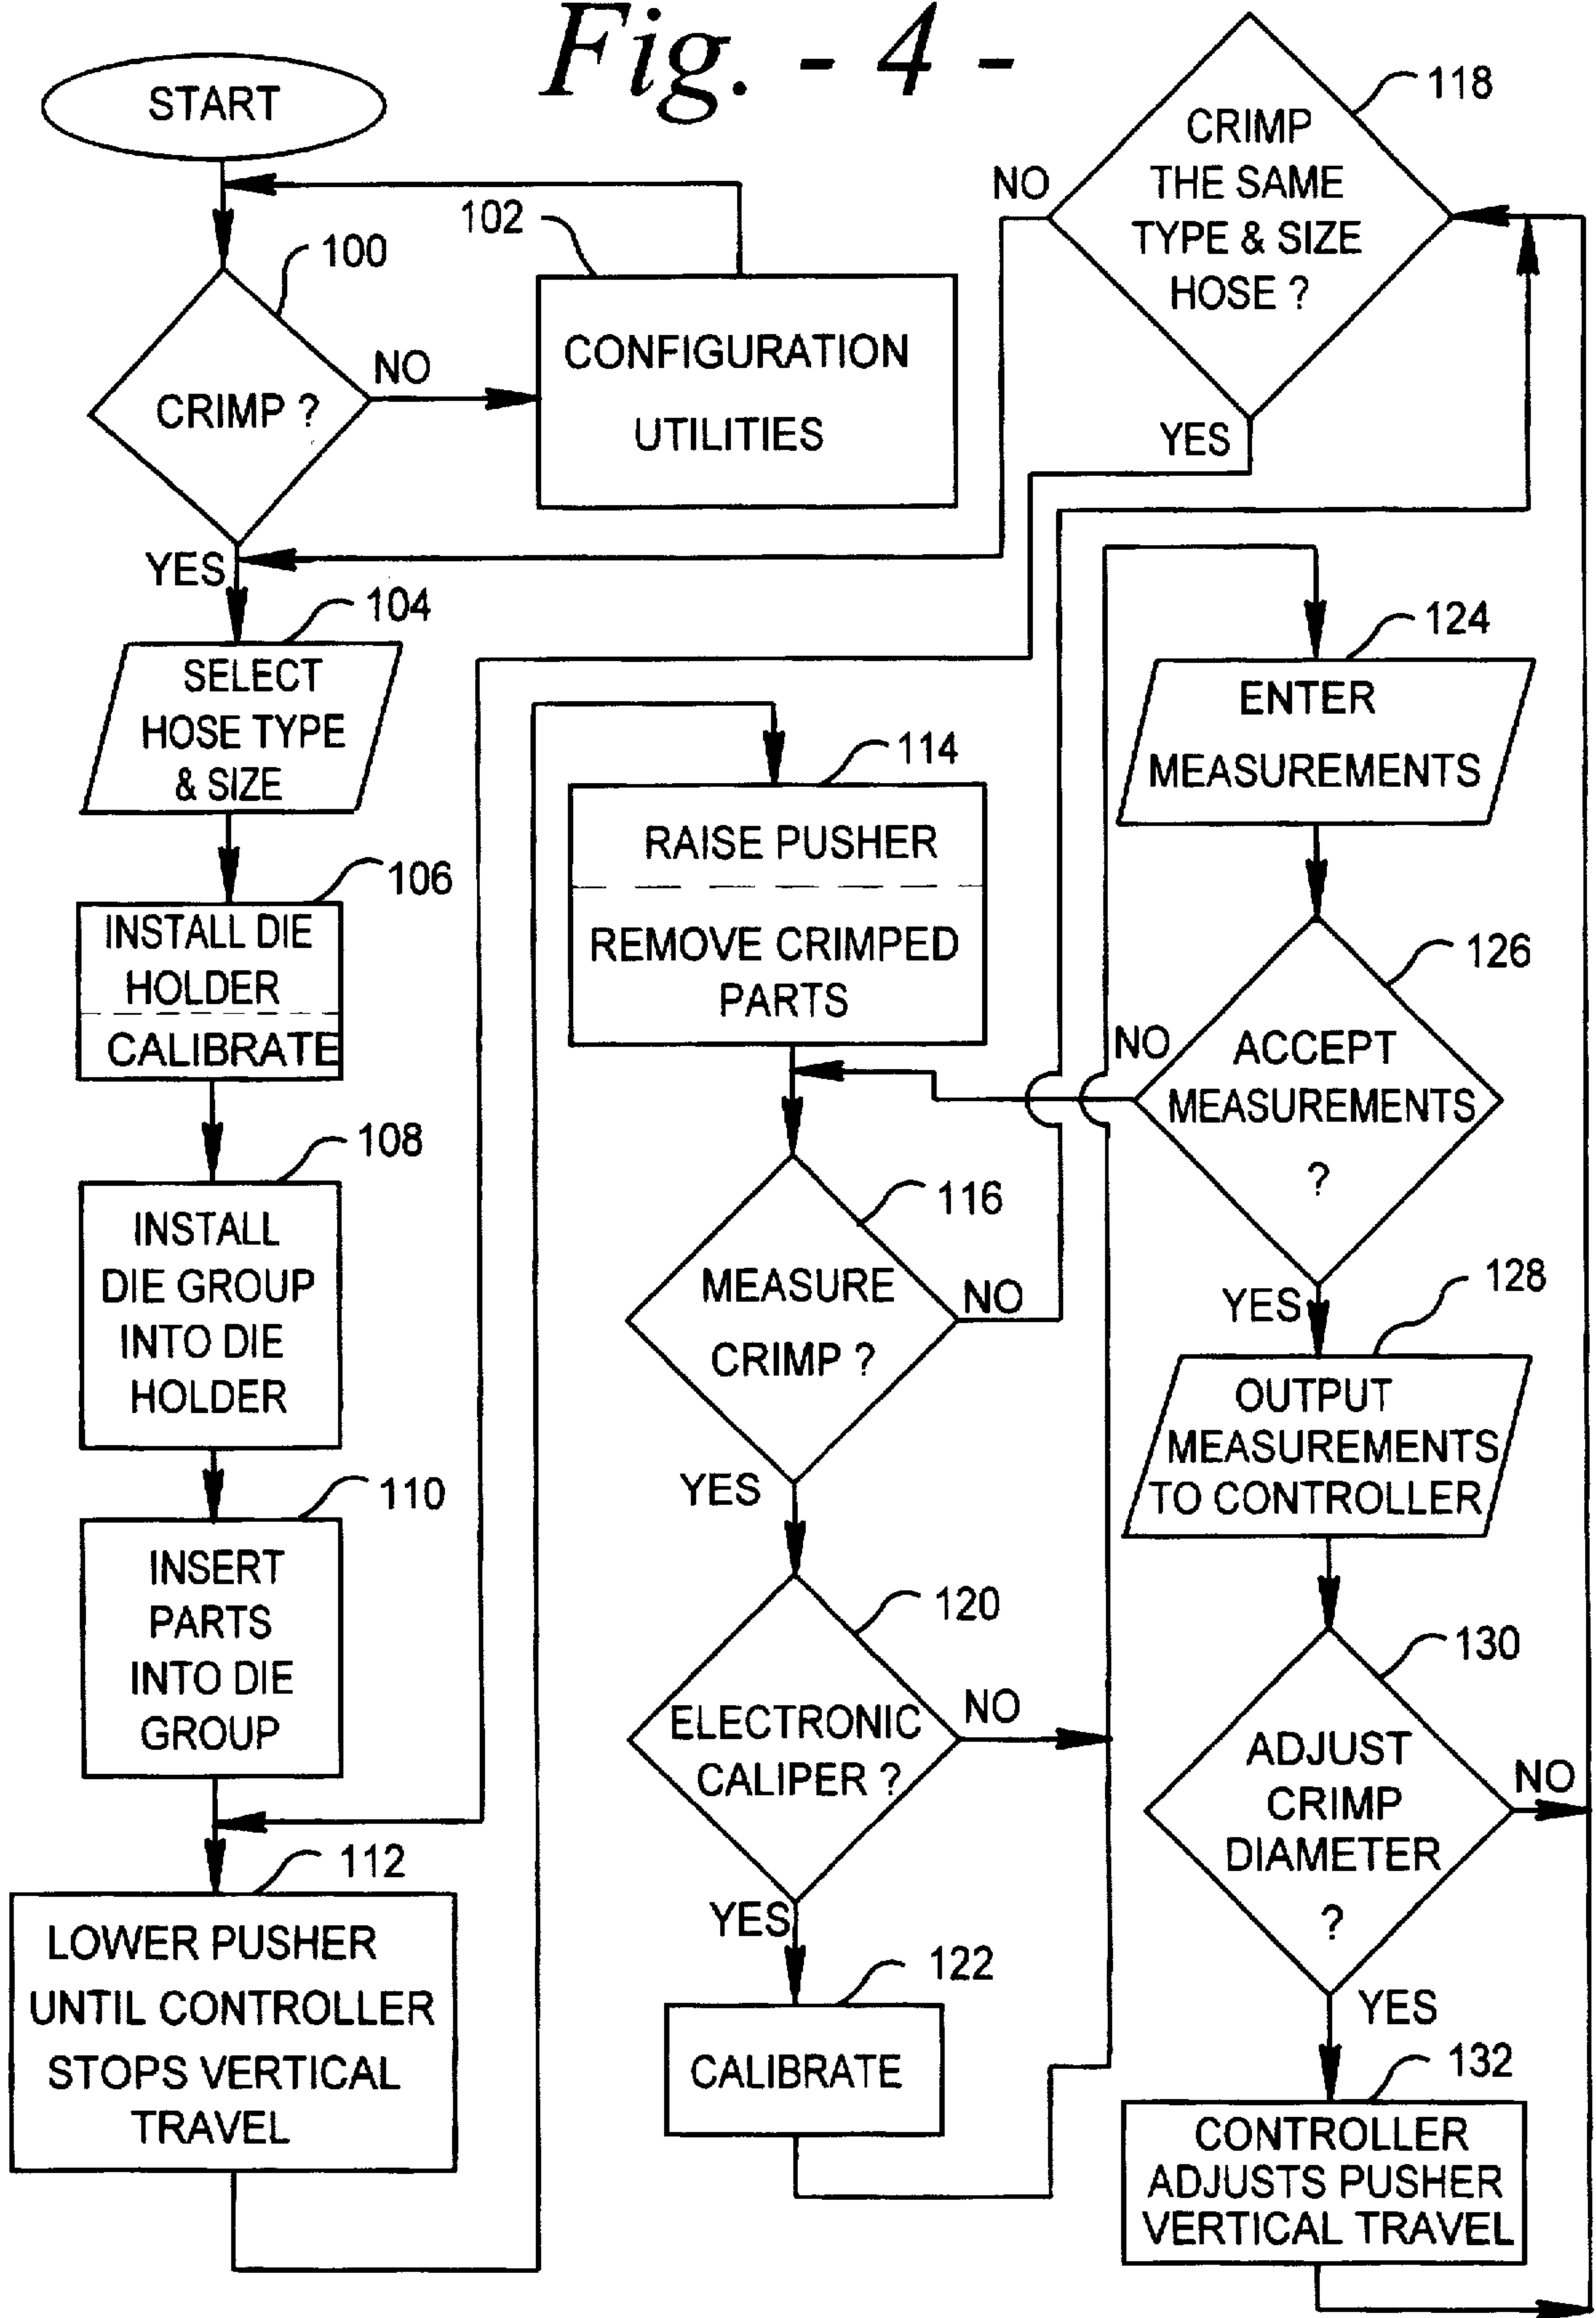 Fig. - 4 -
START
100
CRIMP ?
NO
YES
102
CONFIGURATION
UTILITIES
104
SELECT
HOSE TYPE
& SIZE
106
INSTALL DIE
HOLDER
CALIBRATE
108
INSTALL
DIE GROUP
INTO DIE
HOLDER
110
INSERT
PARTS
INTO DIE
GROUP
112
LOWER PUSHER
UNTIL CONTROLLER
STOPS VERTICAL
TRAVEL
114
RAISE PUSHER
REMOVE CRIMPED
PARTS
116
MEASURE
CRIMP ?
NO
YES
118
CRIMP
THE SAME
TYPE & SIZE
HOSE ?
NO
YES
120
ELECTRONIC
CALIPER ?
NO
YES
122
CALIBRATE
124
ENTER
MEASUREMENTS
126
ACCEPT
MEASUREMENTS
?
NO
YES
128
OUTPUT
MEASUREMENTS
TO CONTROLLER
130
ADJUST
CRIMP
DIAMETER
?
NO
YES
132
CONTROLLER
ADJUSTS PUSHER
VERTICAL TRAVEL